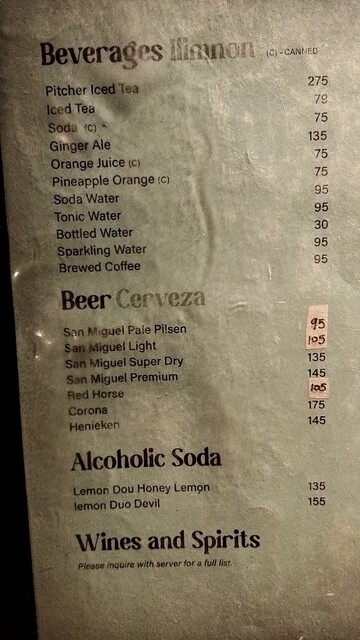 Beverages Ilimnon (C) - CANNED
Pitcher Iced Tea 275
Iced Tea 79
Soda (C) 75
Ginger Ale 135
Orange Juice (C) 75
Pineapple Orange (C) 75
Soda Water 95
Tonic Water 95
Bottled Water 30
Sparkling Water 95
Brewed Coffee 95
Beer Cerveza
San Miguel Pale Pilsen 95
San Miguel Light 105
San Miguel Super Dry 135
San Miguel Premium 145
Red Horse 105
Corona 175
Henieken 145
Alcoholic Soda
Lemon Dou Honey Lemon 135
lemon Duo Devil 155
Wines and Spirits
Please inquire with server for a full list.